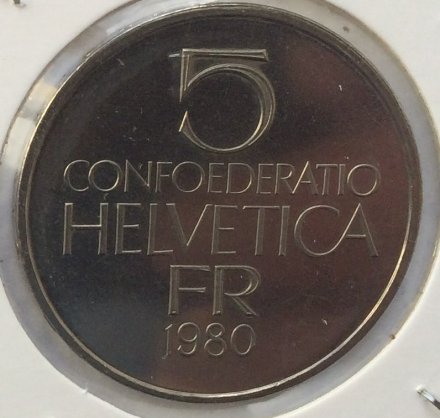 5
CONFOEDERATIO
HELVETICA
FR
1980